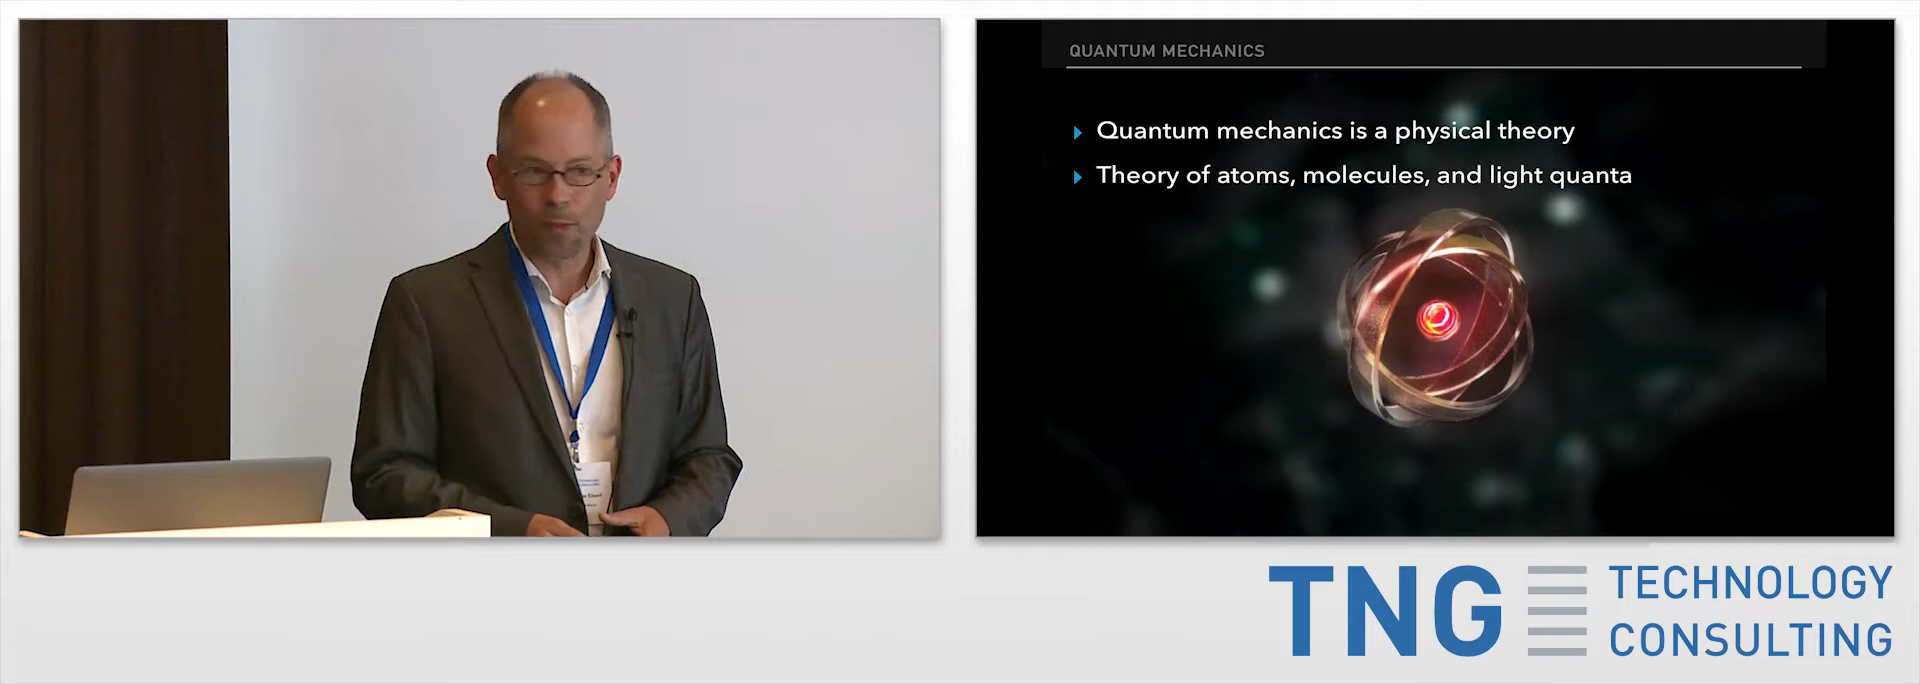 QUANTUM MECHANICS
Quantum mechanics is a physical theory
Theory of atoms, molecules, and light quanta
TNG TECHNOLOGY
CONSULTING